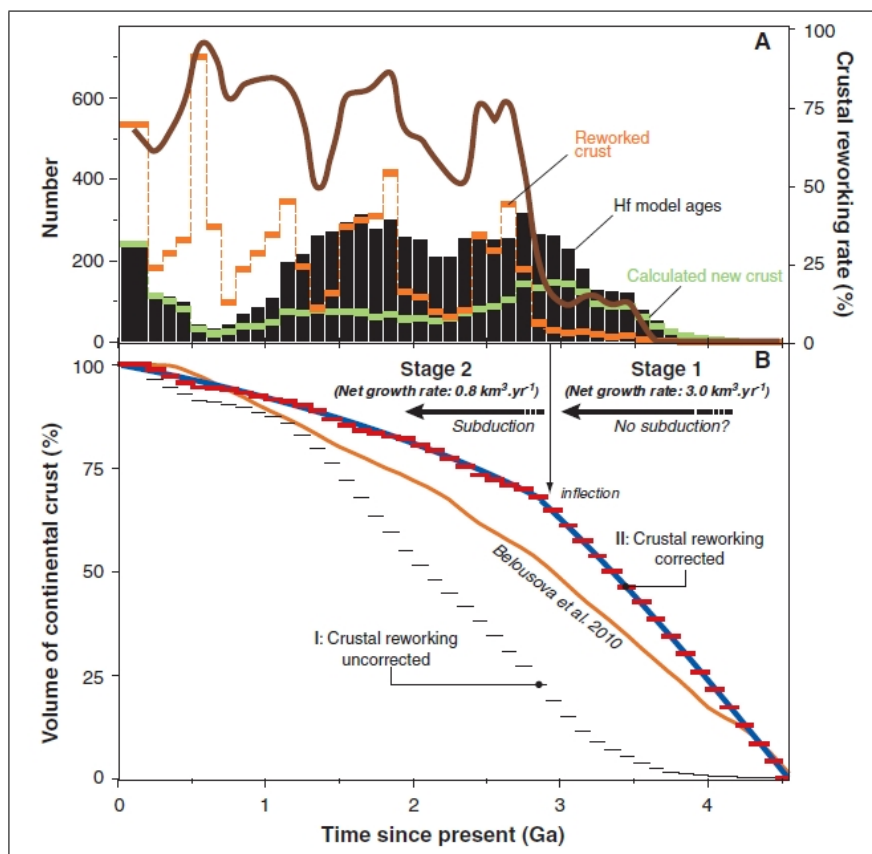 A
100
75
50
25
0
Crustal reworking rate (%)
600
400
200
0
Number
Reworked
crust
Hf model ages
Calculated new crust
B
100
75
50
25
0
Volume of continental crust (%)
Stage 2
(Net growth rate: 0.8 km³.yr⁻¹)
Subduction
Stage 1
(Net growth rate: 3.0 km³.yr⁻¹)
No subduction?
inflection
II: Crustal reworking
corrected
Belousova et al. 2010
I: Crustal reworking
uncorrected
0
1
2
3
4
Time since present (Ga)